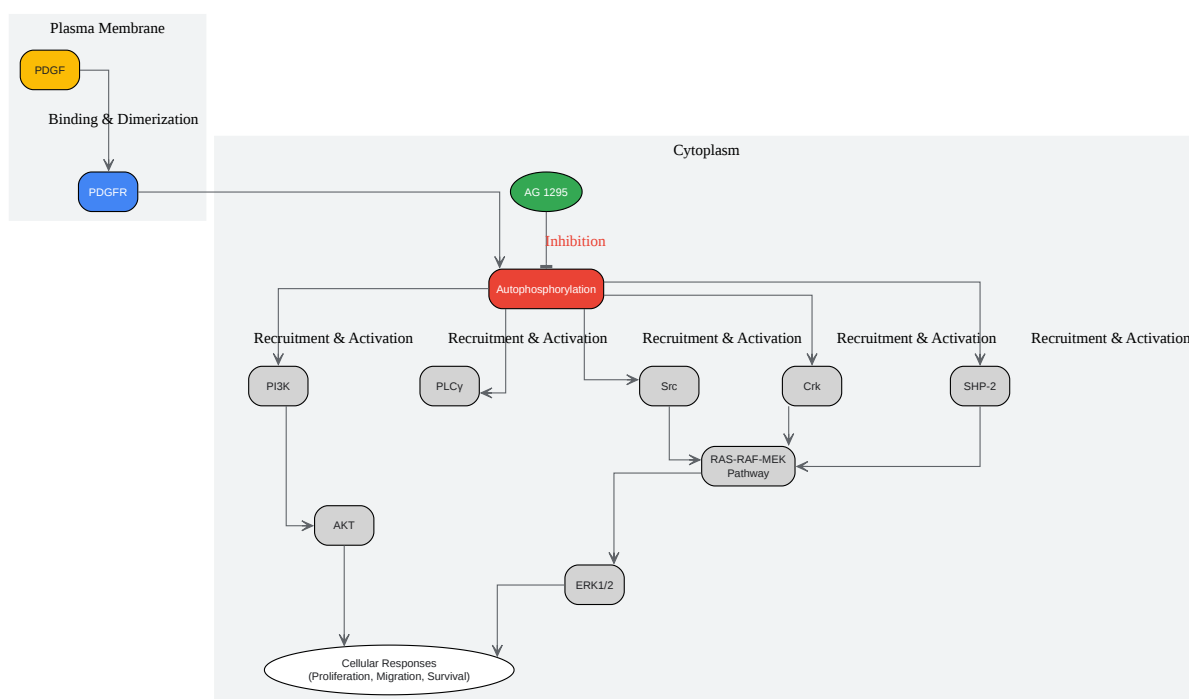 Plasma Membrane
PDGF
Binding & Dimerization
Cytoplasm
PDGFR
AG 1295
Inhibition
Autophosphorylation
Recruitment & Activation
Recruitment & Activation
Recruitment & Activation
Recruitment & Activation
Recruitment & Activation
PI3K
PLCγ
Src
Crk
SHP-2
RAS-RAF-MEK
Pathway
AKT
ERK1/2
Cellular Responses
(Proliferation, Migration, Survival)